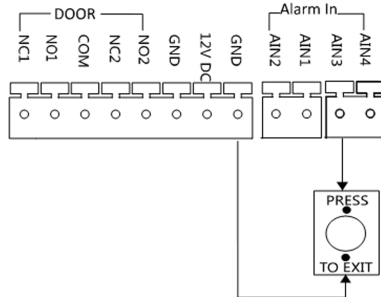 DOOR
Alarm In
NC1
NO1
COM
NC2
NO2
GND
12V DC
GND
AIN2
AIN1
AIN3
AIN4
PRESS
TO EXIT